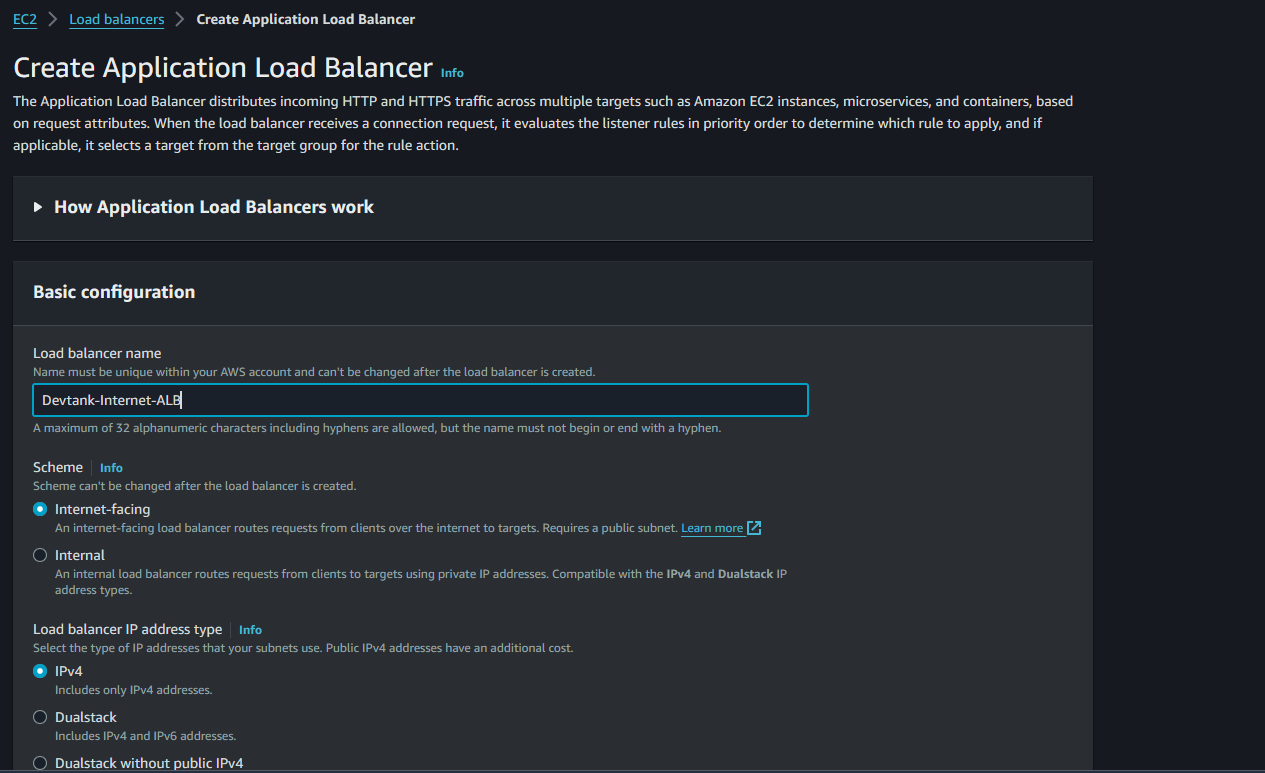 EC2 > Load balancers > Create Application Load Balancer
Create Application Load Balancer Info
The Application Load Balancer distributes incoming HTTP and HTTPS traffic across multiple targets such as Amazon EC2 instances, microservices, and containers, based
on request attributes. When the load balancer receives a connection request, it evaluates the listener rules in priority order to determine which rule to apply, and if
applicable, it selects a target from the target group for the rule action.
How Application Load Balancers work
Basic configuration
Load balancer name
Name must be unique within your AWS account and can't be changed after the load balancer is created.
Devtank-Internet-ALB
A maximum of 32 alphanumeric characters including hyphens are allowed, but the name must not begin or end with a hyphen.
Scheme Info
Scheme can't be changed after the load balancer is created.
Internet-facing
An internet-facing load balancer routes requests from clients over the internet to targets. Requires a public subnet. Learn more
Internal
An internal load balancer routes requests from clients to targets using private IP addresses. Compatible with the IPv4 and Dualstack IP
address types.
Load balancer IP address type Info
Select the type of IP addresses that your subnets use. Public IPv4 addresses have an additional cost.
IPv4
Includes only IPv4 addresses.
Dualstack
Includes IPv4 and IPv6 addresses.
Dualstack without public IPv4